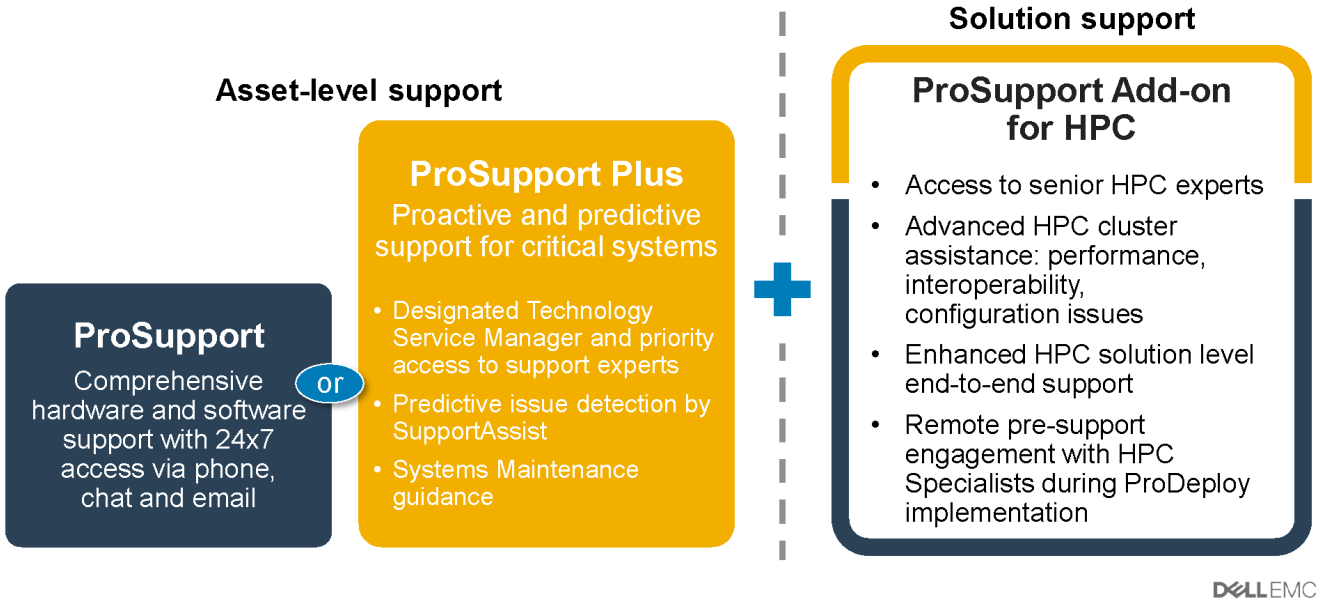 Asset-level support
ProSupport
Comprehensive
hardware and software
support with 24x7
access via phone,
chat and email
or
ProSupport Plus
Proactive and predictive
support for critical systems
• Designated Technology
Service Manager and priority
access to support experts
• Predictive issue detection by
SupportAssist
• Systems Maintenance
guidance
Solution support
ProSupport Add-on
for HPC
• Access to senior HPC experts
• Advanced HPC cluster
assistance: performance,
interoperability,
configuration issues
• Enhanced HPC solution level
end-to-end support
• Remote pre-support
engagement with HPC
Specialists during ProDeploy
implementation
DELLEMC